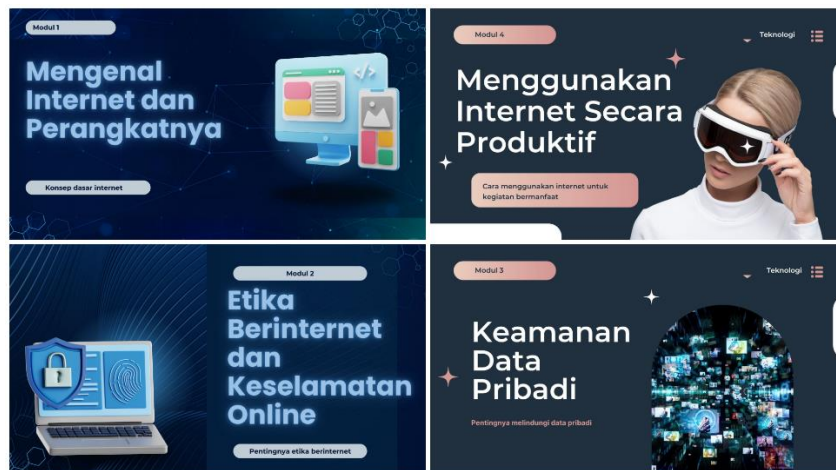 Modul 1
Mengenal
Internet dan
Perangkatnya
Konsep dasar internet
Modul 4
Teknologi
Menggunakan
Internet Secara
Produktif
Cara menggunakan internet untuk
kegiatan bermanfaat
Modul 2
Etika
Berinternet
dan
Keselamatan
Online
Pentingnya etika berinternet
Modul 3
Teknologi
Keamanan
Data
Pribadi
Pentingnya melindungi data pribadi